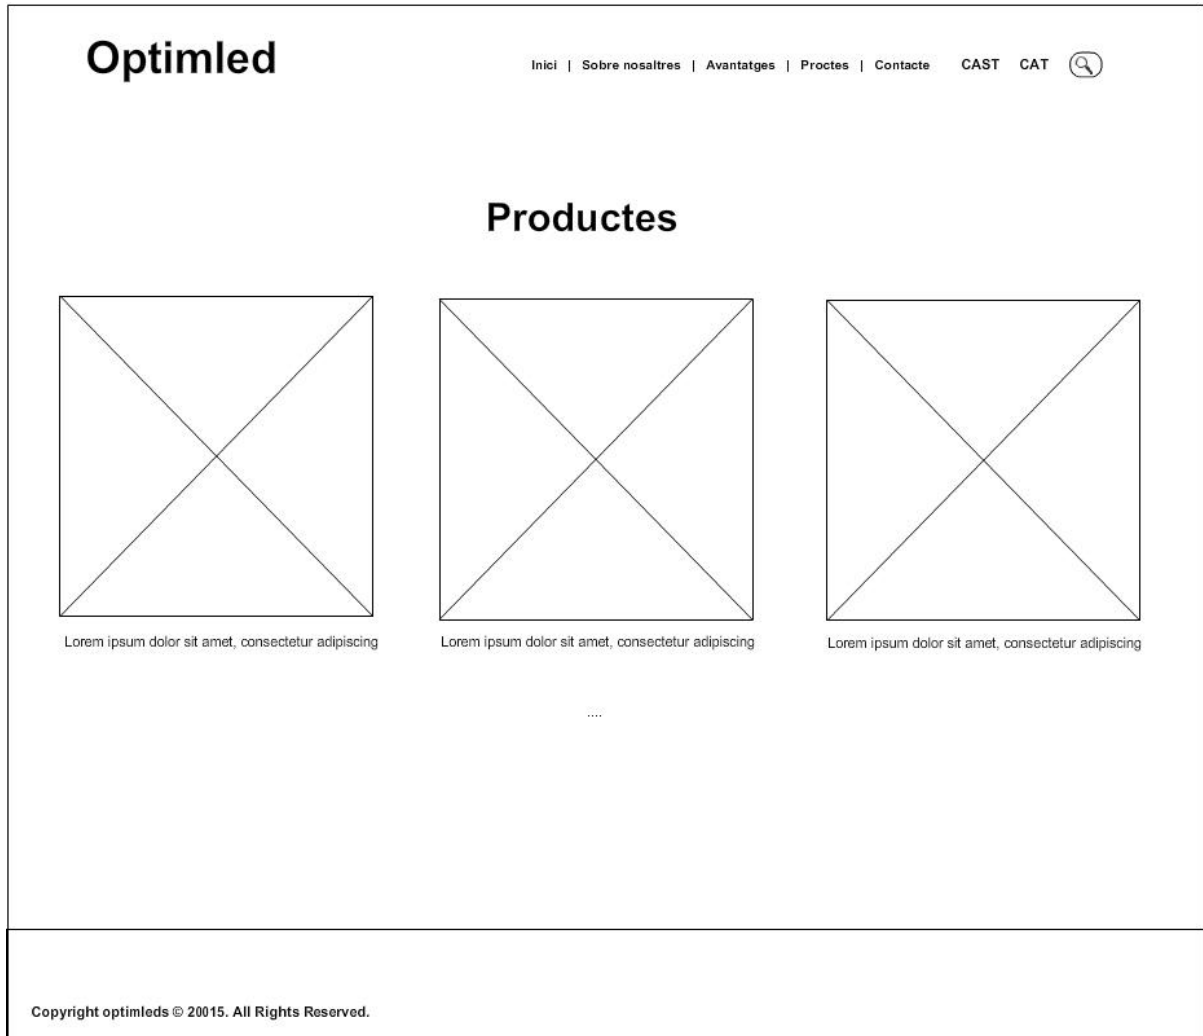 Optimled
Inici | Sobre nosaltres | Avantatges | Proctes | Contacte CAST CAT
Productes
Lorem ipsum dolor sit amet, consectetur adipiscing
Lorem ipsum dolor sit amet, consectetur adipiscing
Lorem ipsum dolor sit amet, consectetur adipiscing
....
Copyright optimleds © 20015. All Rights Reserved.